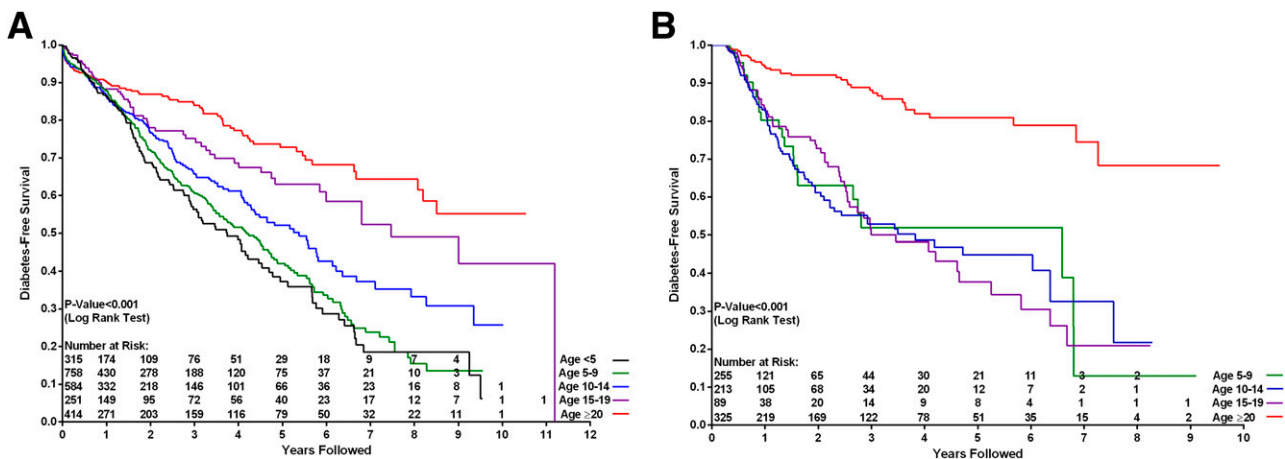 A
Diabetes-Free Survival
1.0
0.9
0.8
0.7
0.6
0.5
0.4
0.3
0.2
0.1
0.0
P-Value<0.001
(Log Rank Test)
Number at Risk:
315 174 109 76 51 29 18 9 7 4 Age <5
758 430 278 188 120 75 37 21 10 3 Age 5-9
584 332 218 146 101 66 36 23 16 8 1 Age 10-14
251 149 95 72 56 40 23 17 12 7 1 1 Age 15-19
414 271 203 159 116 79 50 32 22 11 1 Age ≥20
0 1 2 3 4 5 6 7 8 9 10 11 12
Years Followed
B
Diabetes-Free Survival
1.0
0.9
0.8
0.7
0.6
0.5
0.4
0.3
0.2
0.1
0.0
P-Value<0.001
(Log Rank Test)
Number at Risk:
255 121 65 44 30 21 11 3 2 Age 5-9
213 105 68 34 20 12 7 2 1 Age 10-14
89 38 20 14 9 8 4 1 1 1 Age 15-19
325 219 169 122 78 51 35 15 4 2 Age ≥20
0 1 2 3 4 5 6 7 8 9 10
Years Followed